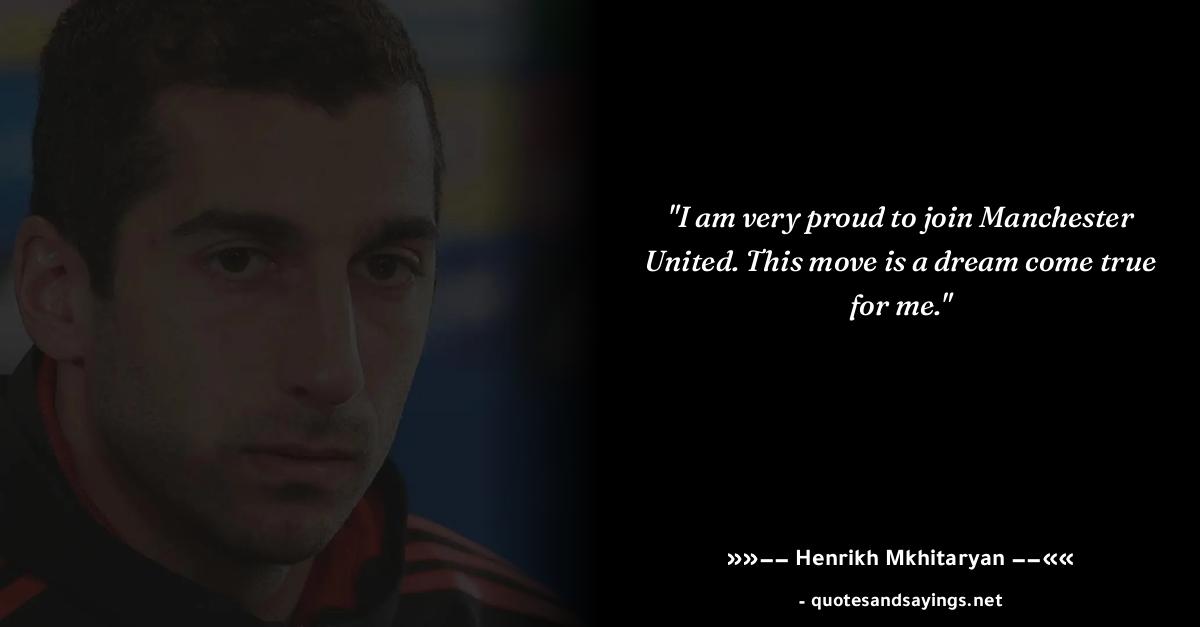 "I am very proud to join Manchester
United. This move is a dream come true
for me."
»»−− Henrikh Mkhitaryan −−««
- quotesandsayings.net